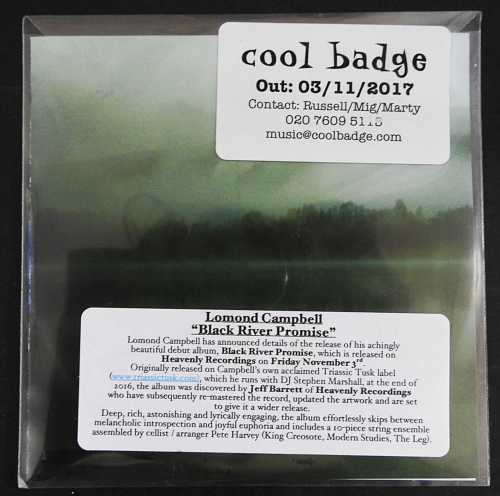 cool badge
Out: 03/11/2017
Contact: Russell/Mig/Marty
020 7609 5115
music@coolbadge.com
Lomond Campbell
“Black River Promise”
Lomond Campbell has announced details of the release of his achingly
beautiful debut album, Black River Promise, which is released on
Heavenly Recordings on Friday November 3rd
Originally released on Campbell's own acclaimed Triassic Tusk label
(www.triassictusk.com), which he runs with DJ Stephen Marshall, at the end of
2016, the album was discovered by Jeff Barrett of Heavenly Recordings
who have subsequently re-mastered the record, updated the artwork and are set
to give it a wider release.
Deep, rich, astonishing and lyrically engaging, the album effortlessly skips between
melancholic introspection and joyful euphoria and includes a 10-piece string ensemble
assembled by cellist / arranger Pete Harvey (King Creosote, Modern Studies, The Leg).